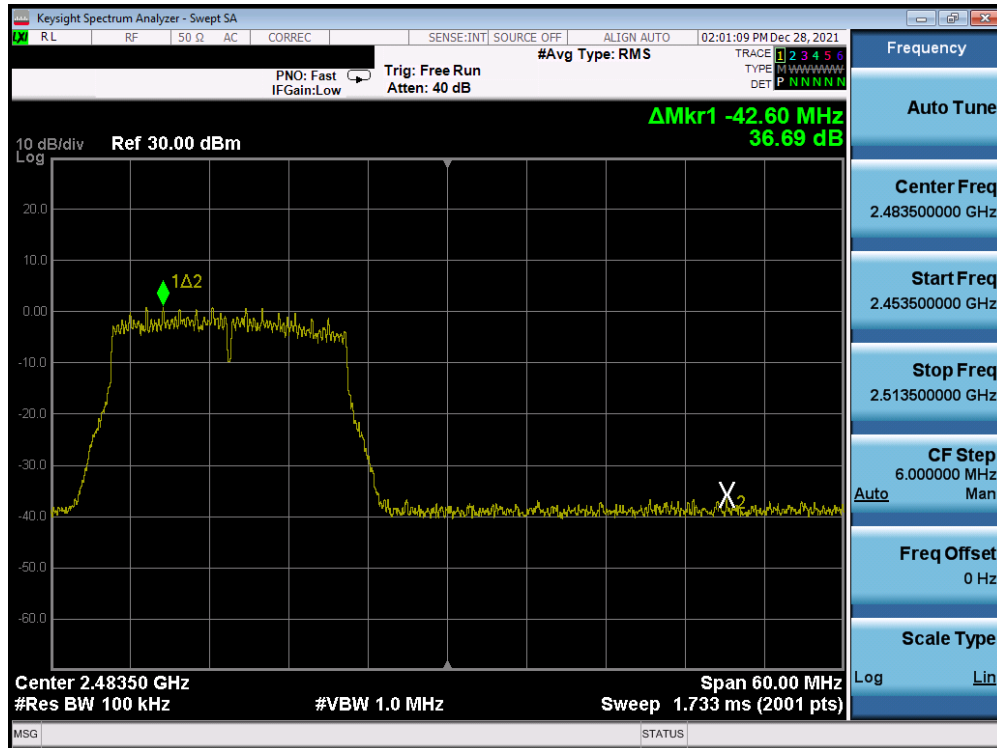 Keysight Spectrum Analyzer - Swept SA
LXI RL RF 50 Ω AC CORREC SENSE:INT SOURCE OFF ALIGN AUTO 02:01:09 PM Dec 28, 2021
#Avg Type: RMS
TRACE 1 2 3 4 5 6
TYPE M WWWWW
DET P N N N N N
PNO: Fast
IFGain:Low
Trig: Free Run
Atten: 40 dB
ΔMkr1 -42.60 MHz
36.69 dB
10 dB/div
Log
Ref 30.00 dBm
20.0
10.0
0.00
-10.0
-20.0
-30.0
-40.0
-50.0
-60.0
1Δ2
X2
Center 2.48350 GHz
#Res BW 100 kHz
#VBW 1.0 MHz
Span 60.00 MHz
Sweep 1.733 ms (2001 pts)
MSG
STATUS
Frequency
Auto Tune
Center Freq
2.483500000 GHz
Start Freq
2.453500000 GHz
Stop Freq
2.513500000 GHz
CF Step
6.000000 MHz
Auto Man
Freq Offset
0 Hz
Scale Type
Log Lin